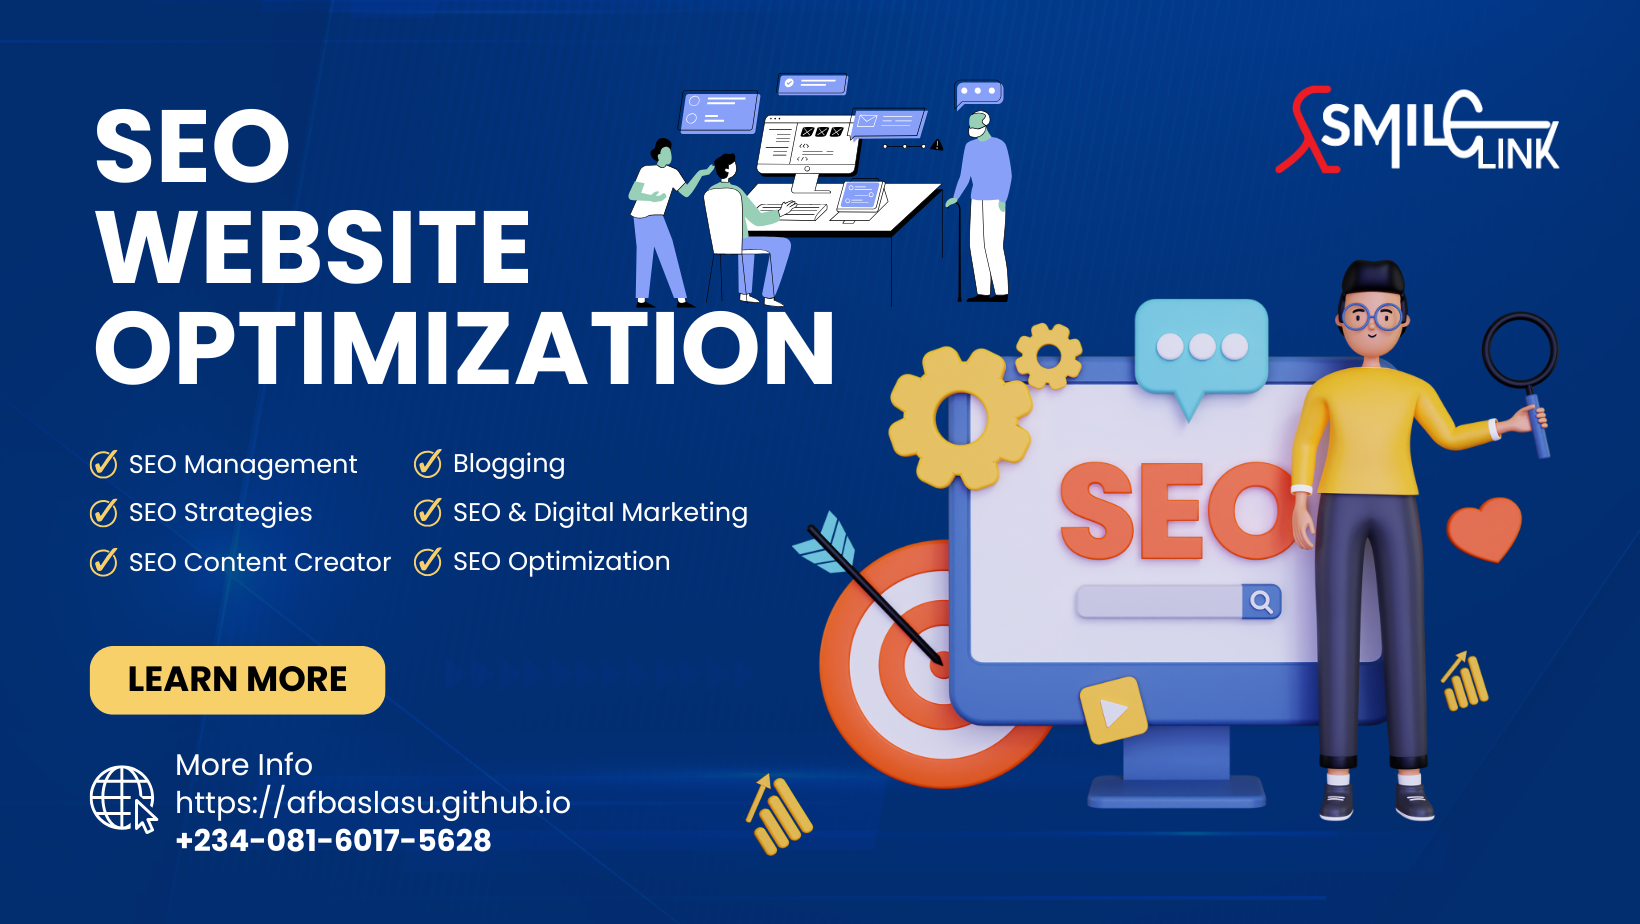 SEO
WEBSITE
OPTIMIZATION
SMILE
LINK
SEO Management
SEO Strategies
SEO Content Creator
Blogging
SEO & Digital Marketing
SEO Optimization
SEO
LEARN MORE
More Info
https://afbaslasu.github.io
+234-081-6017-5628